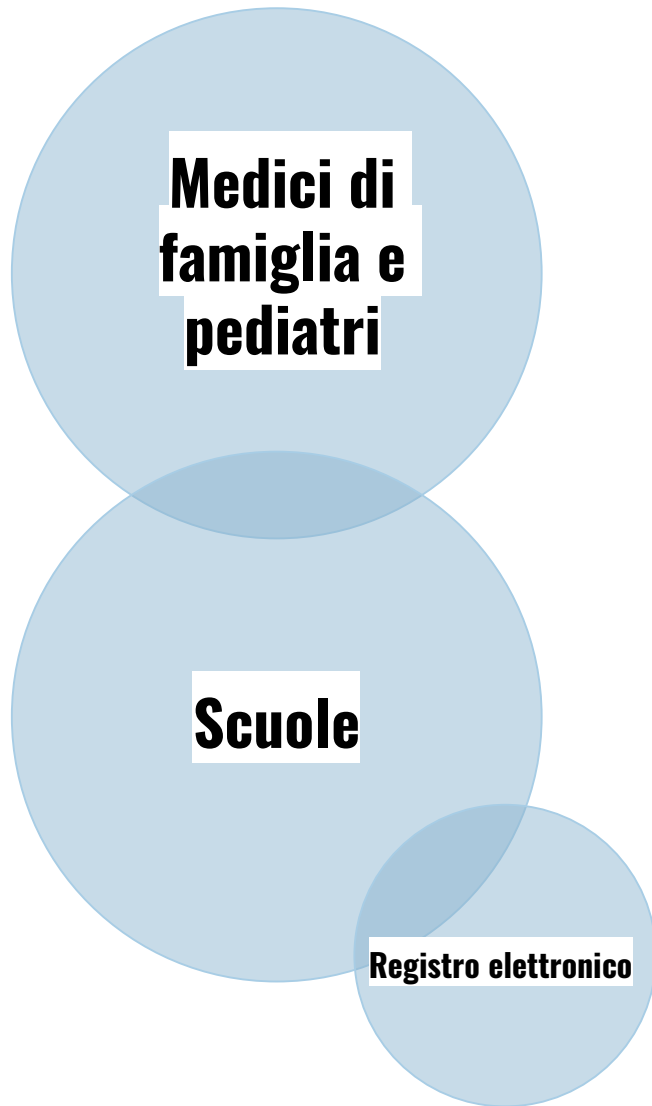 Medici di
famiglia e
pediatri
Scuole
Registro elettronico